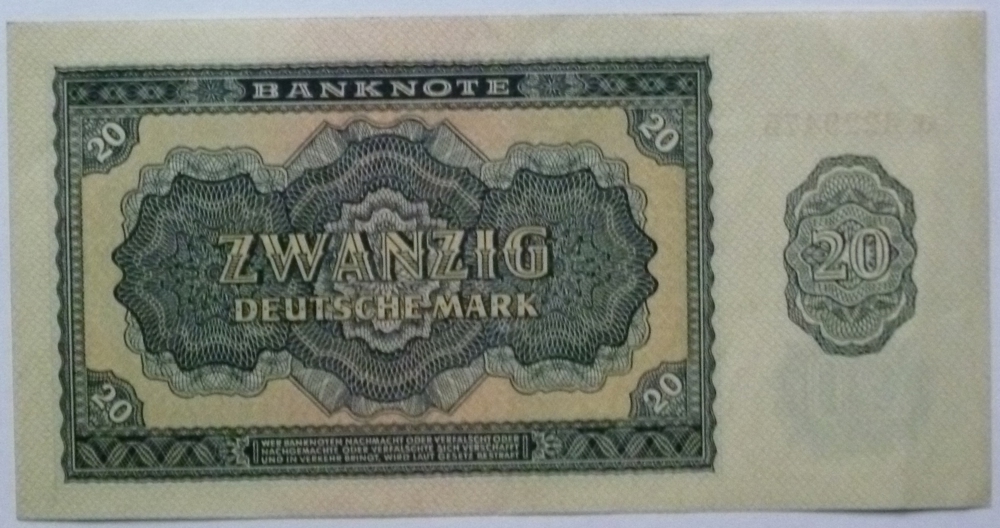 BANKNOTE
20
20
ZWANZIG
DEUTSCHE MARK
20
20
20
WER BANKNOTEN NACHMACHT ODER VERFÄLSCHT ODER
NACHGEMACHTE ODER VERFÄLSCHTE SICH VERSCHAFFT
UND IN VERKEHR BRINGT, WIRD LAUT GESETZ BESTRAFT